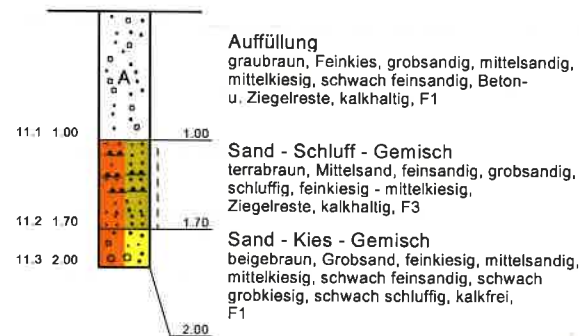 Auffüllung
graubraun, Feinkies, grobsandig, mittelsandig,
mittelkiesig, schwach feinsandig, Beton-
u. Ziegelreste, kalkhaltig, F1
A
11.1 1.00
1.00
Sand - Schluff - Gemisch
terrabraun, Mittelsand, feinsandig, grobsandig,
schluffig, feinkiesig - mittelkiesig,
Ziegelreste, kalkhaltig, F3
11.2 1.70
1.70
Sand - Kies - Gemisch
beigebraun, Grobsand, feinkiesig, mittelsandig,
mittelkiesig, schwach feinsandig, schwach
grobkiesig, schwach schluffig, kalkfrei,
F1
11.3 2.00
2.00